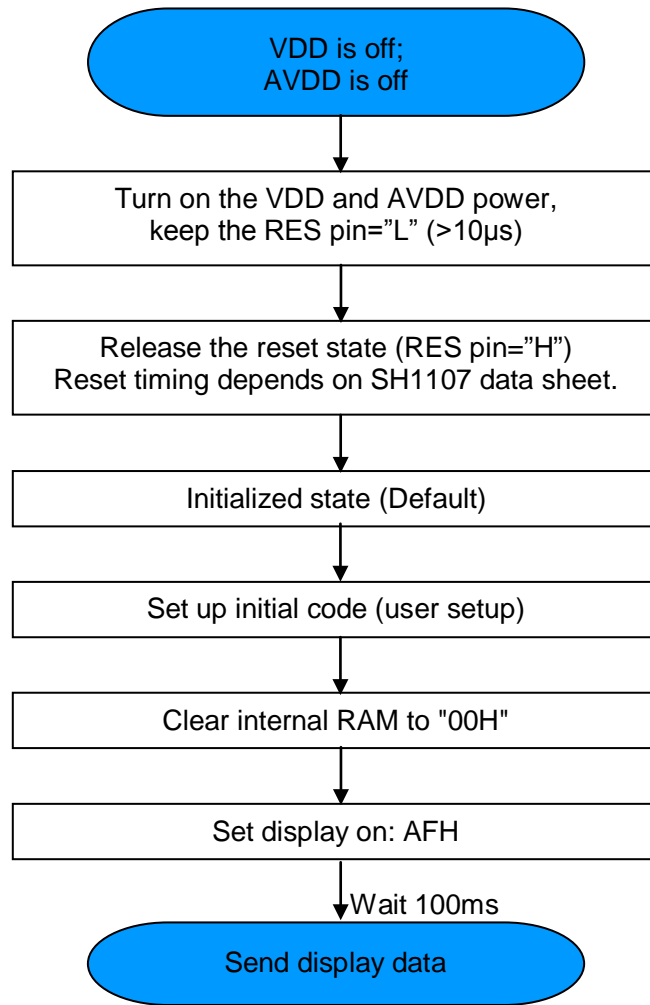 VDD is off;
AVDD is off
Turn on the VDD and AVDD power,
keep the RES pin=”L” (>10µs)
Release the reset state (RES pin=”H”)
Reset timing depends on SH1107 data sheet.
Initialized state (Default)
Set up initial code (user setup)
Clear internal RAM to "00H"
Set display on: AFH
Wait 100ms
Send display data